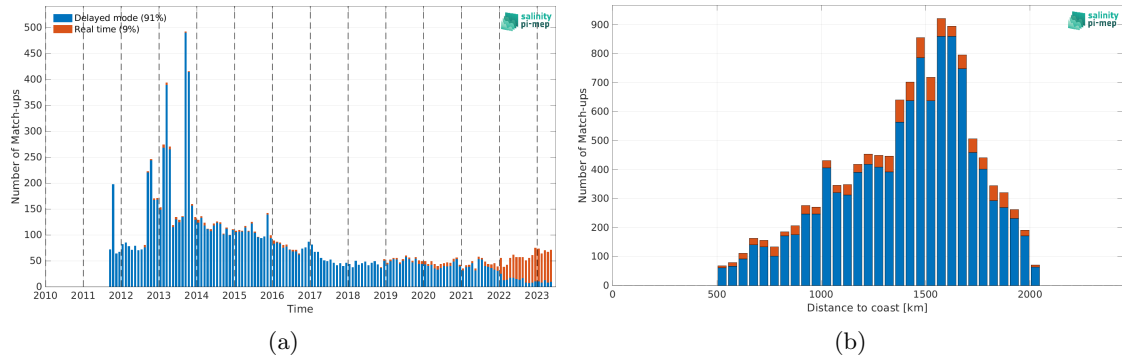 Delayed mode (91%)
Real time (9%)
salinity
pi-mep
Number of Match-ups
500
450
400
350
300
250
200
150
100
50
0
2010 2011 2012 2013 2014 2015 2016 2017 2018 2019 2020 2021 2022 2023
Time
(a)
salinity
pi-mep
Number of Match-ups
900
800
700
600
500
400
300
200
100
0
0 500 1000 1500 2000
Distance to coast [km]
(b)